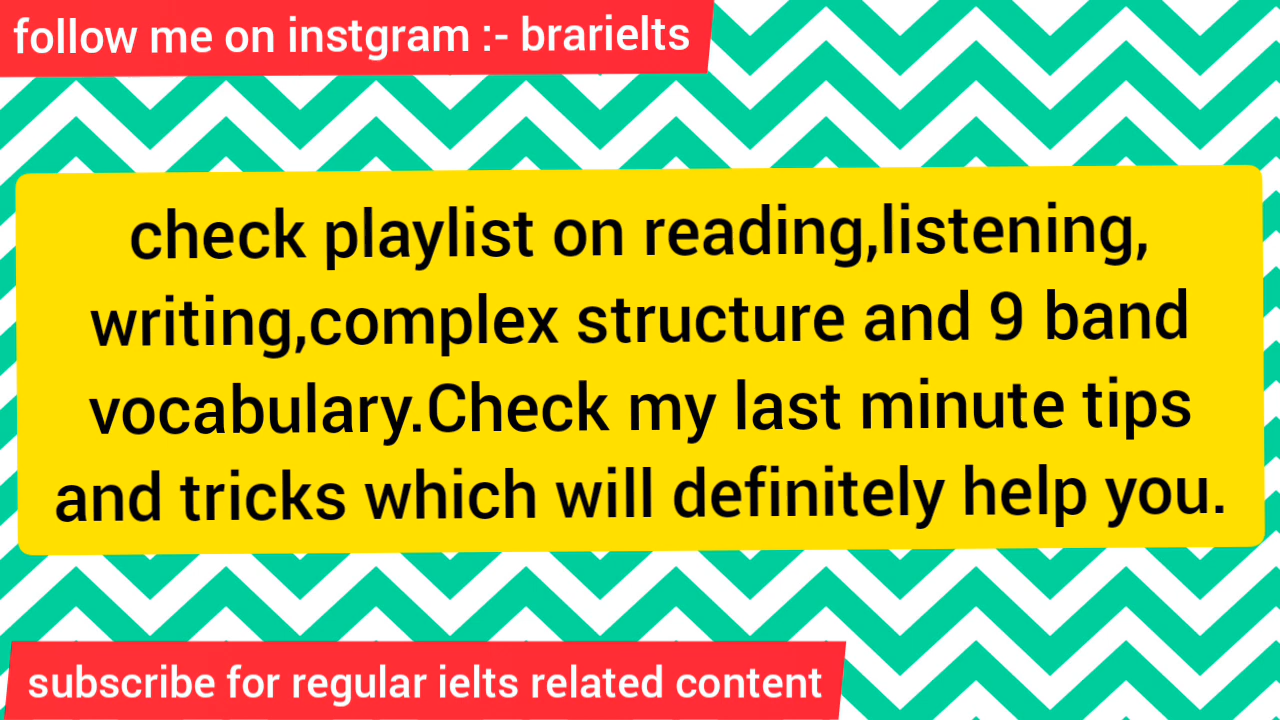 follow me on instgram :- brarielts
check playlist on reading,listening,
writing,complex structure and 9 band
vocabulary.Check my last minute tips
and tricks which will definitely help you.
subscribe for regular ielts related content